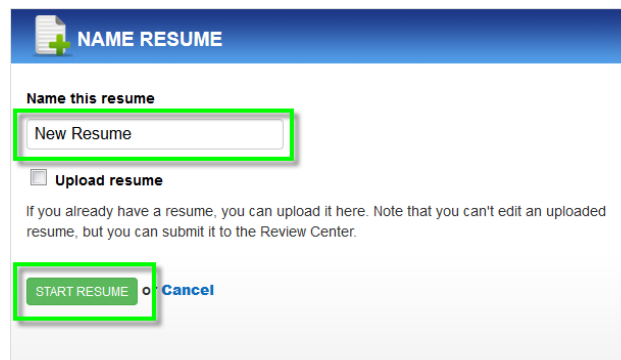 NAME RESUME
Name this resume
New Resume
Upload resume
If you already have a resume, you can upload it here. Note that you can't edit an uploaded
resume, but you can submit it to the Review Center.
START RESUME or Cancel